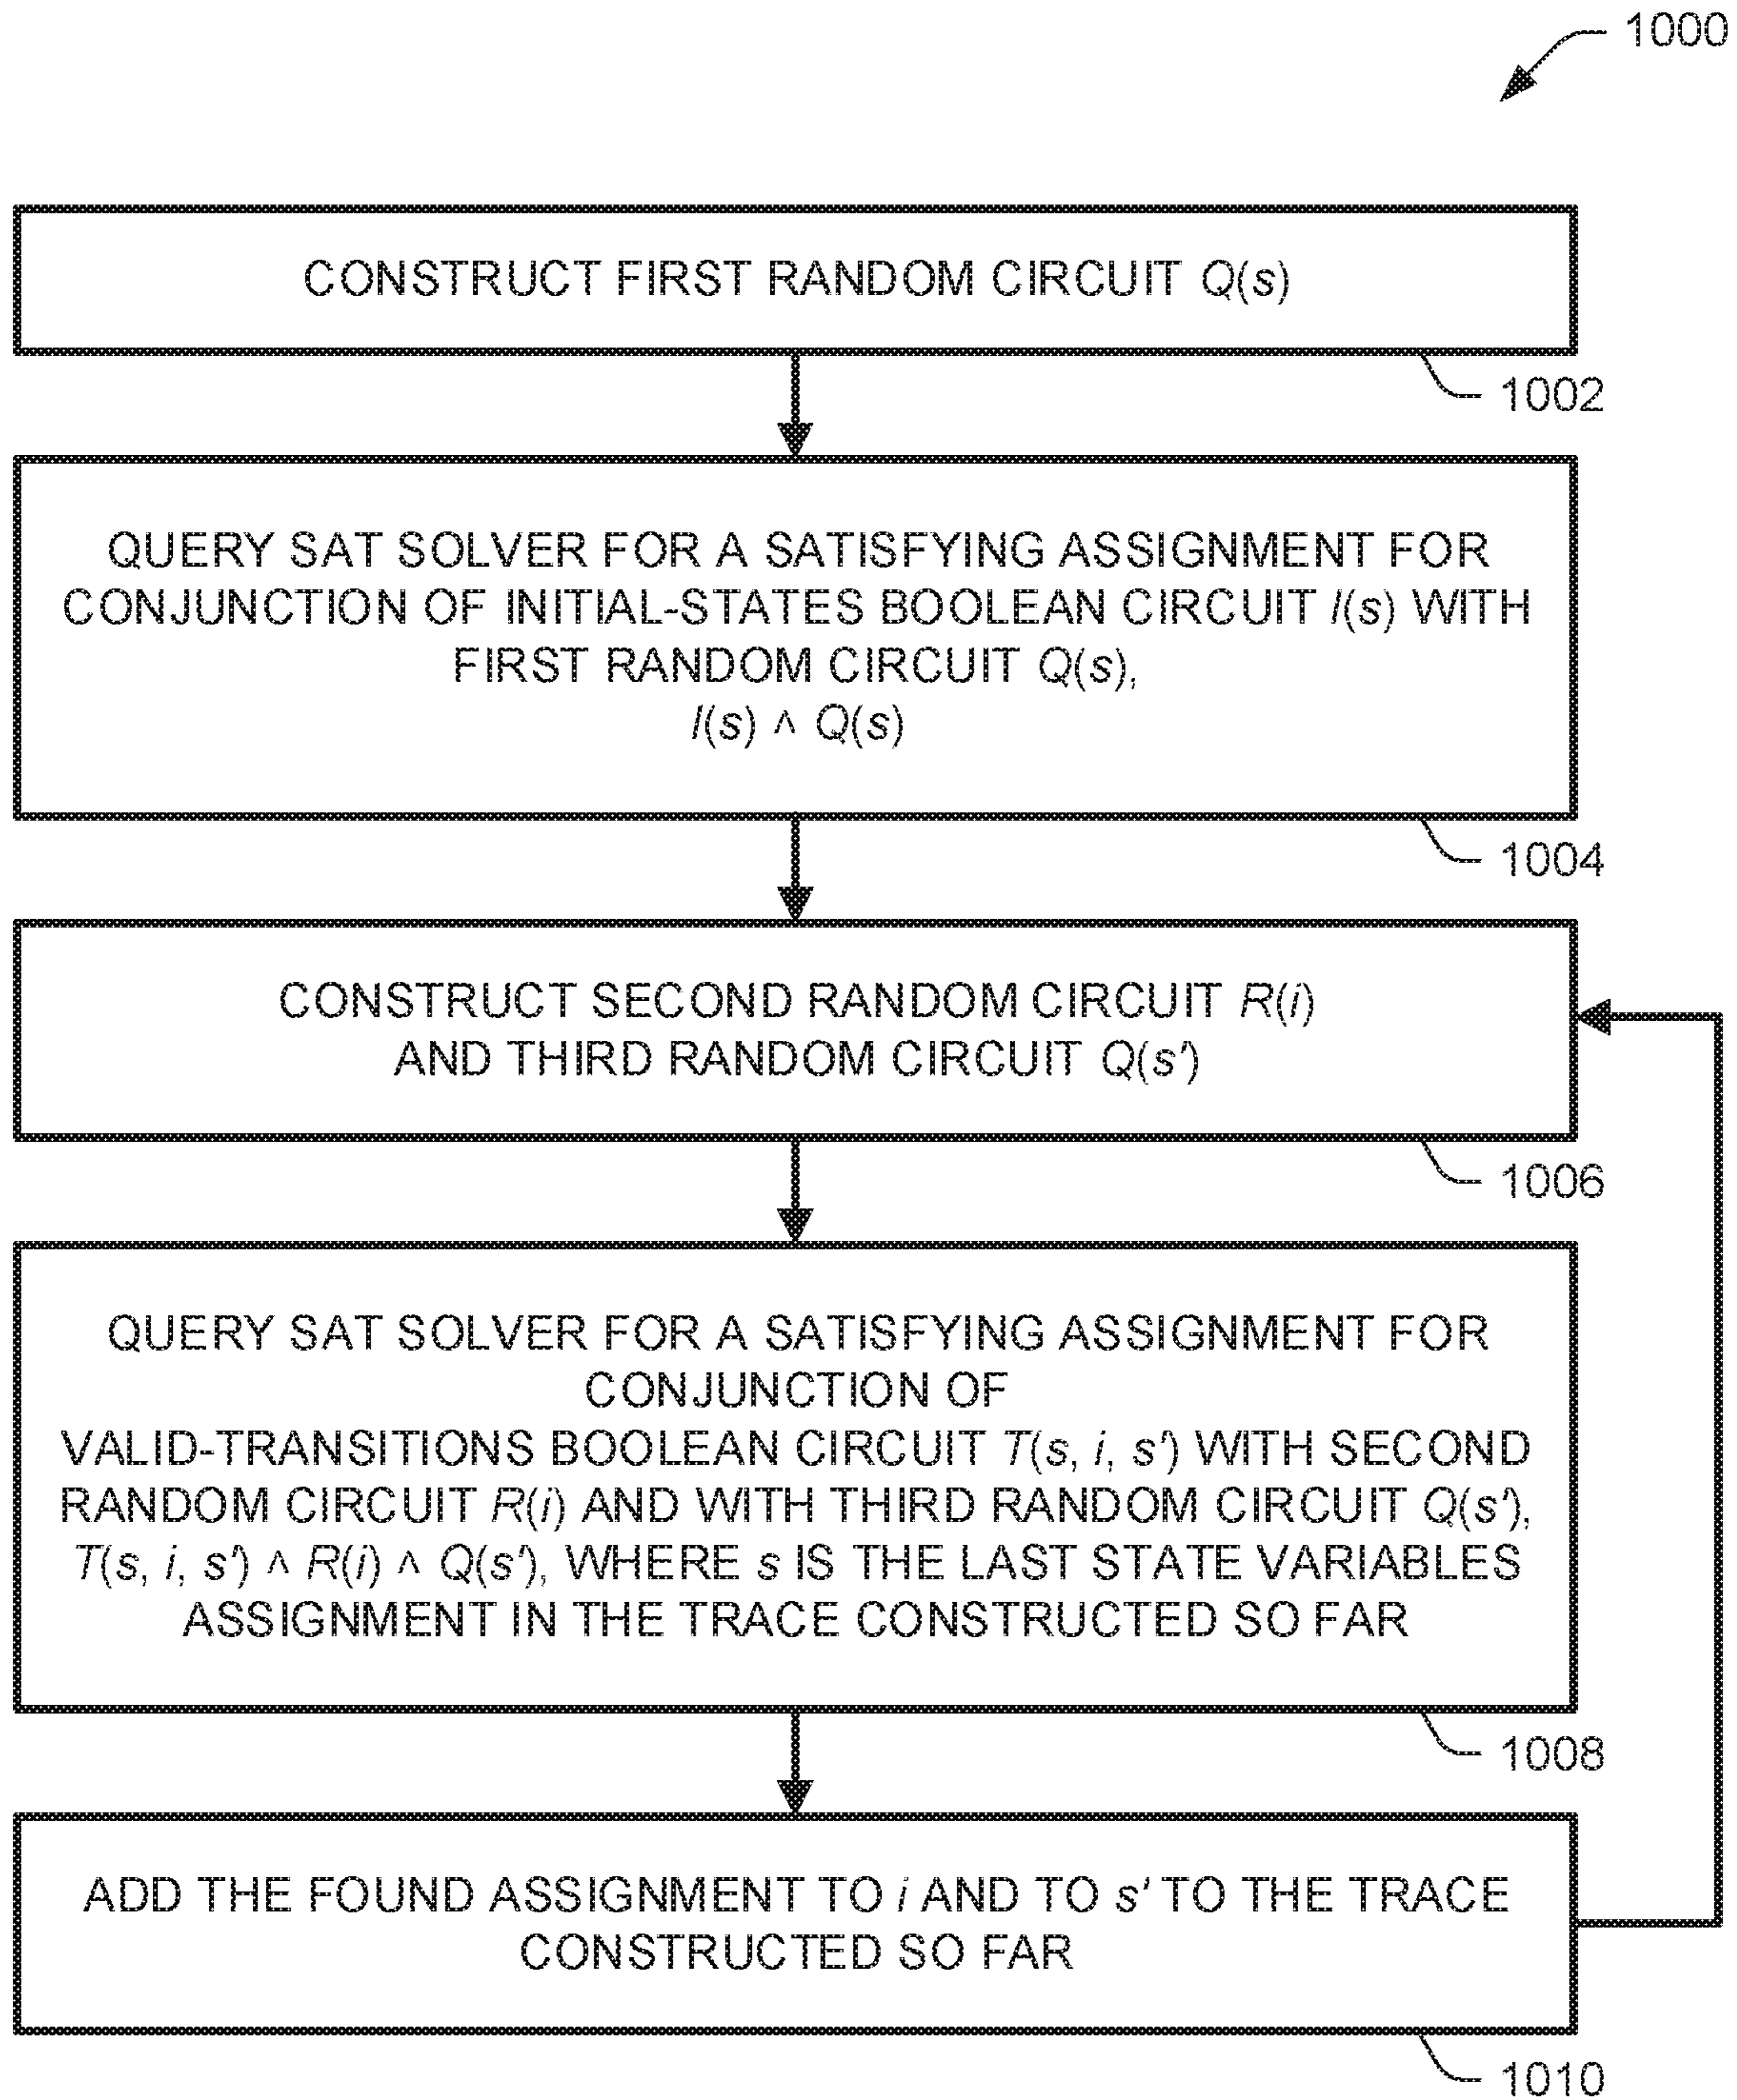 1000
CONSTRUCT FIRST RANDOM CIRCUIT Q(s)
1002
QUERY SAT SOLVER FOR A SATISFYING ASSIGNMENT FOR
CONJUNCTION OF INITIAL-STATES BOOLEAN CIRCUIT I(s) WITH
FIRST RANDOM CIRCUIT Q(s),
I(s) ∧ Q(s)
1004
CONSTRUCT SECOND RANDOM CIRCUIT R(i)
AND THIRD RANDOM CIRCUIT Q(s')
1006
QUERY SAT SOLVER FOR A SATISFYING ASSIGNMENT FOR
CONJUNCTION OF
VALID-TRANSITIONS BOOLEAN CIRCUIT T(s, i, s') WITH SECOND
RANDOM CIRCUIT R(i) AND WITH THIRD RANDOM CIRCUIT Q(s'),
T(s, i, s') ∧ R(i) ∧ Q(s'), WHERE s IS THE LAST STATE VARIABLES
ASSIGNMENT IN THE TRACE CONSTRUCTED SO FAR
1008
ADD THE FOUND ASSIGNMENT TO i AND TO s' TO THE TRACE
CONSTRUCTED SO FAR
1010